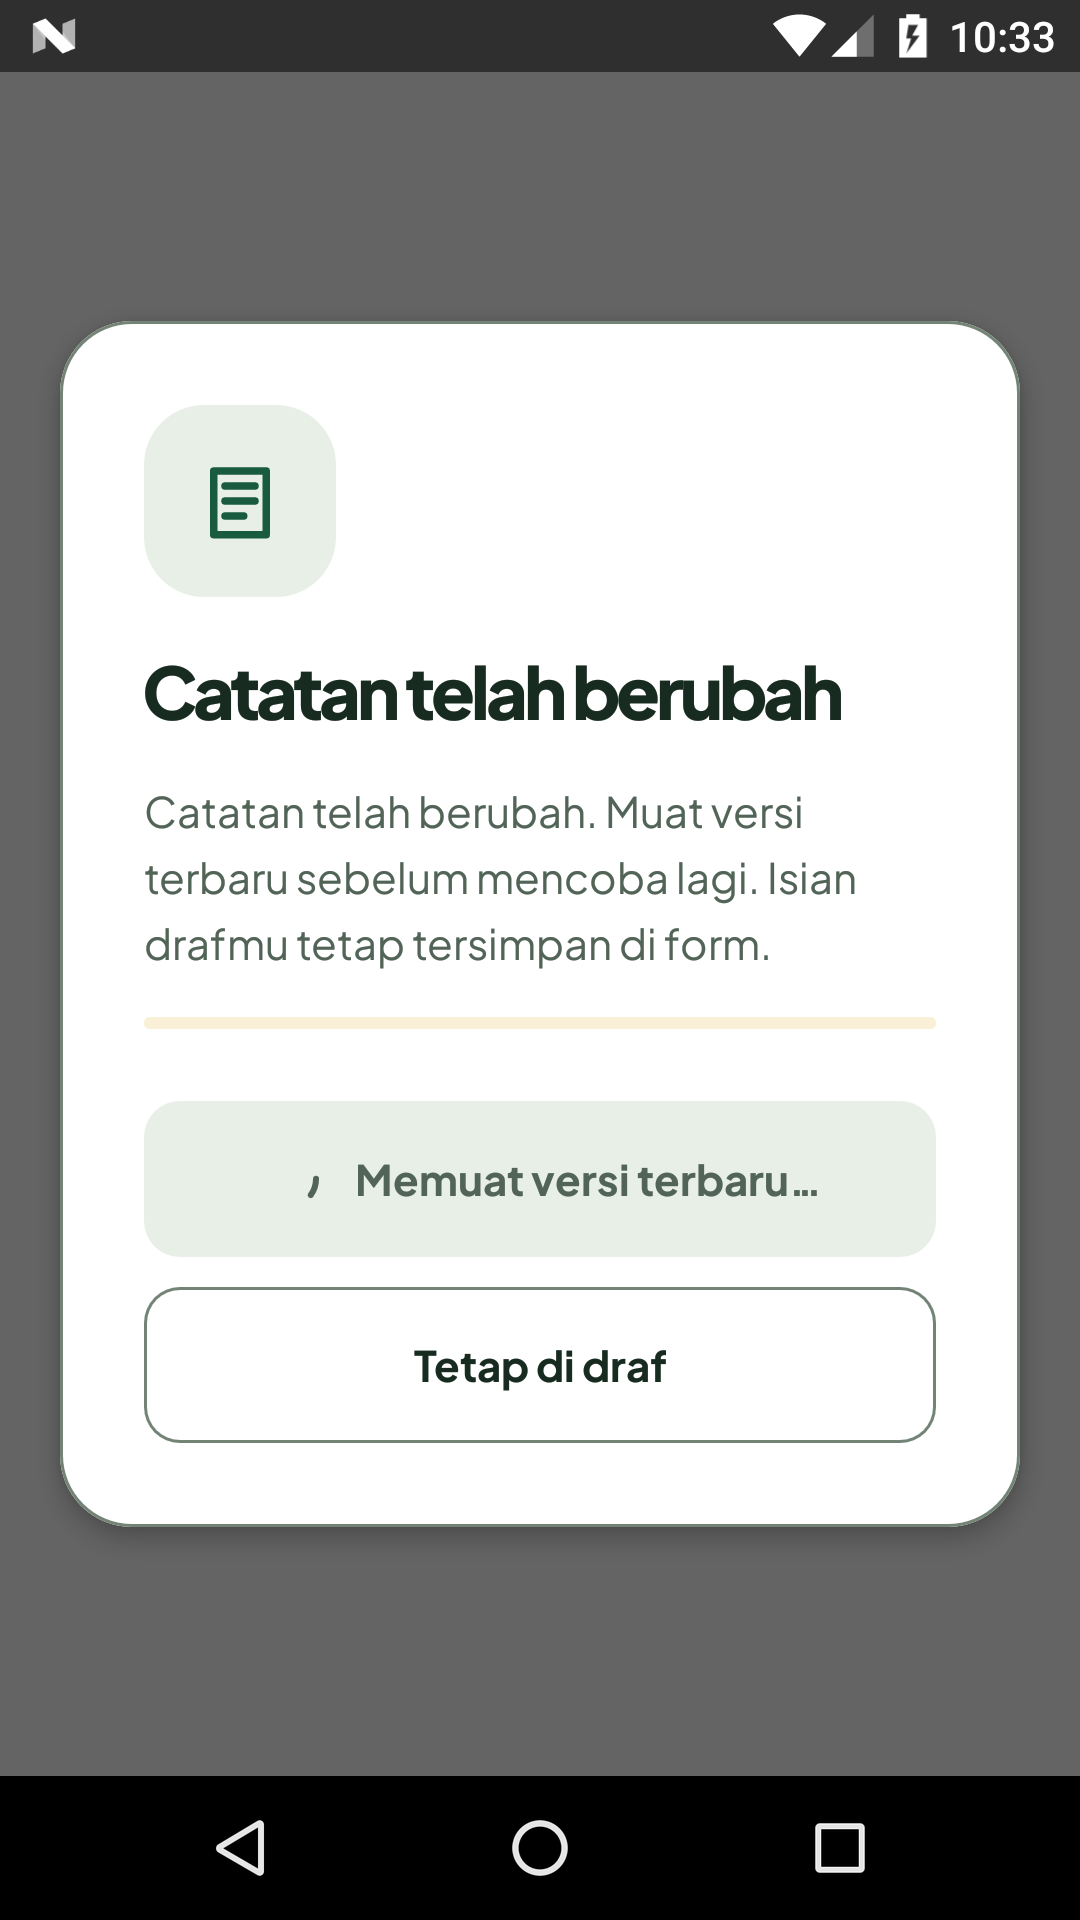 10:33
Catatan telah berubah
Catatan telah berubah. Muat versi
terbaru sebelum mencoba lagi. Isian
drafmu tetap tersimpan di form.
Memuat versi terbaru…
Tetap di draf